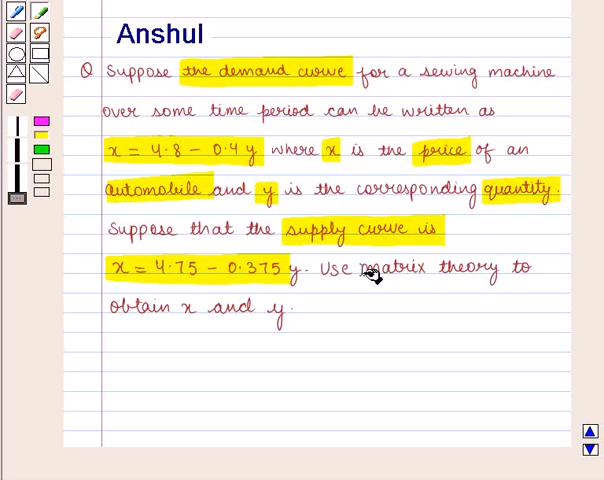 Anshul
Q Suppose the demand curve for a sewing machine
over some time period can be written as
x = 4.8 - 0.4 y where x is the price of an
automobile and y is the corresponding quantity.
Suppose that the supply curve is
x = 4.75 - 0.375 y. Use matrix theory to
obtain x and y.